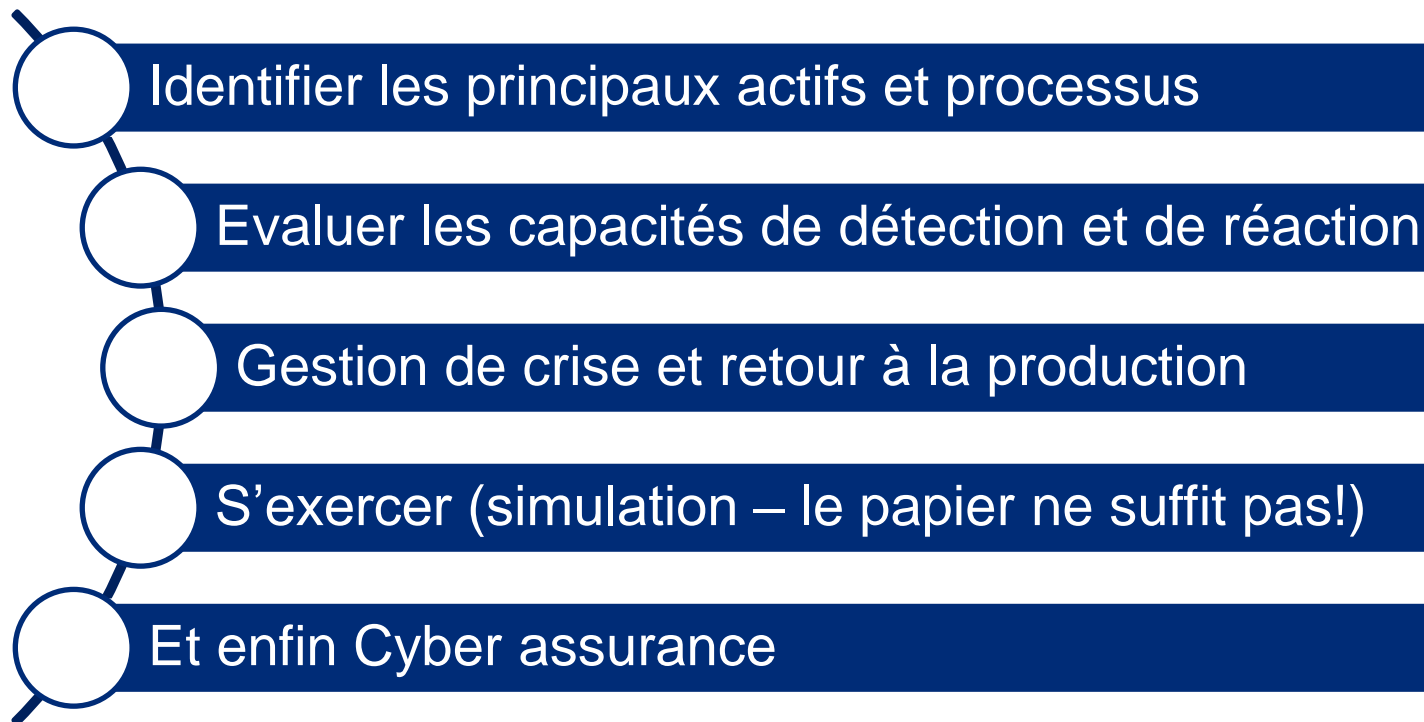 Identifier les principaux actifs et processus
Evaluer les capacités de détection et de réaction
Gestion de crise et retour à la production
S’exercer (simulation – le papier ne suffit pas!)
Et enfin Cyber assurance